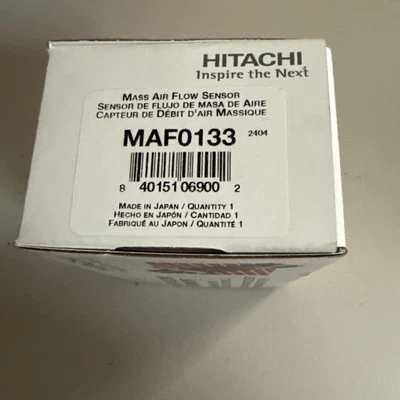 HITACHI
Inspire the Next
MASS AIR FLOW SENSOR
SENSOR DE FLUJO DE MASA DE AIRE
CAPTEUR DE DÉBIT D'AIR MASSIQUE
MAF0133 2404
8 40151 06900 2
MADE IN JAPAN / QUANTITY 1
HECHO EN JAPÓN / CANTIDAD 1
FABRIQUÉ AU JAPON / QUANTITÉ 1